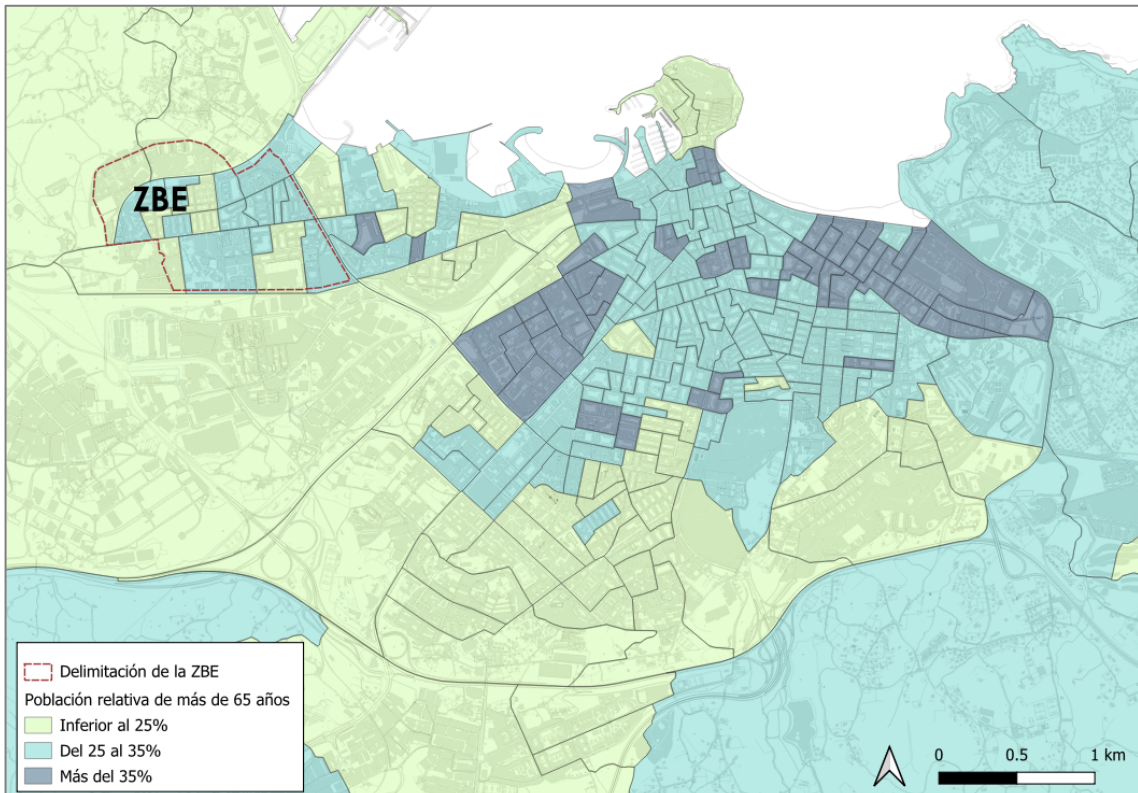 ZBE
Delimitación de la ZBE
Población relativa de más de 65 años
Inferior al 25%
Del 25 al 35%
Más del 35%
0 0.5 1 km